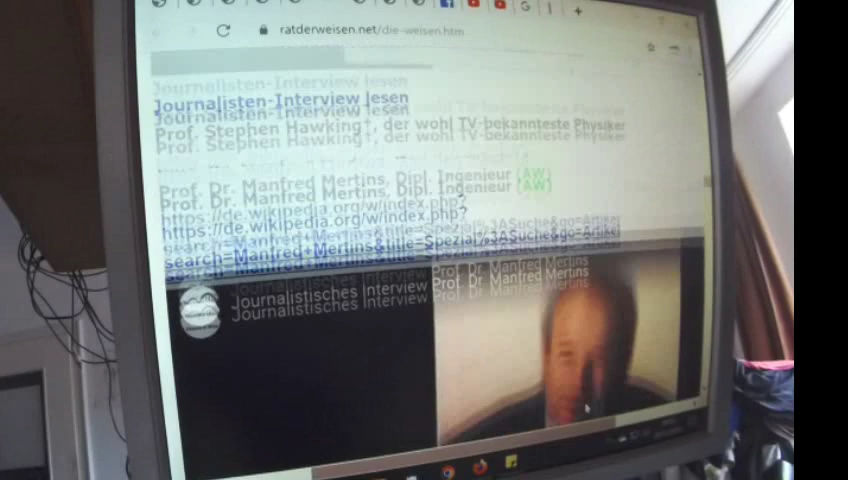 ratderweisen.net/die-weisen.htm
Journalisten-Interview lesen
Prof. Stephen Hawking†, der wohl TV-bekannteste Physiker
Prof. Dr. Manfred Mertins, Dipl. Ingenieur (AW)
https://de.wikipedia.org/w/index.php?
search=Manfred+Mertins&title=Spezial%3ASuche&go=Artikel
Journalistisches Interview Prof. Dr Manfred Mertins